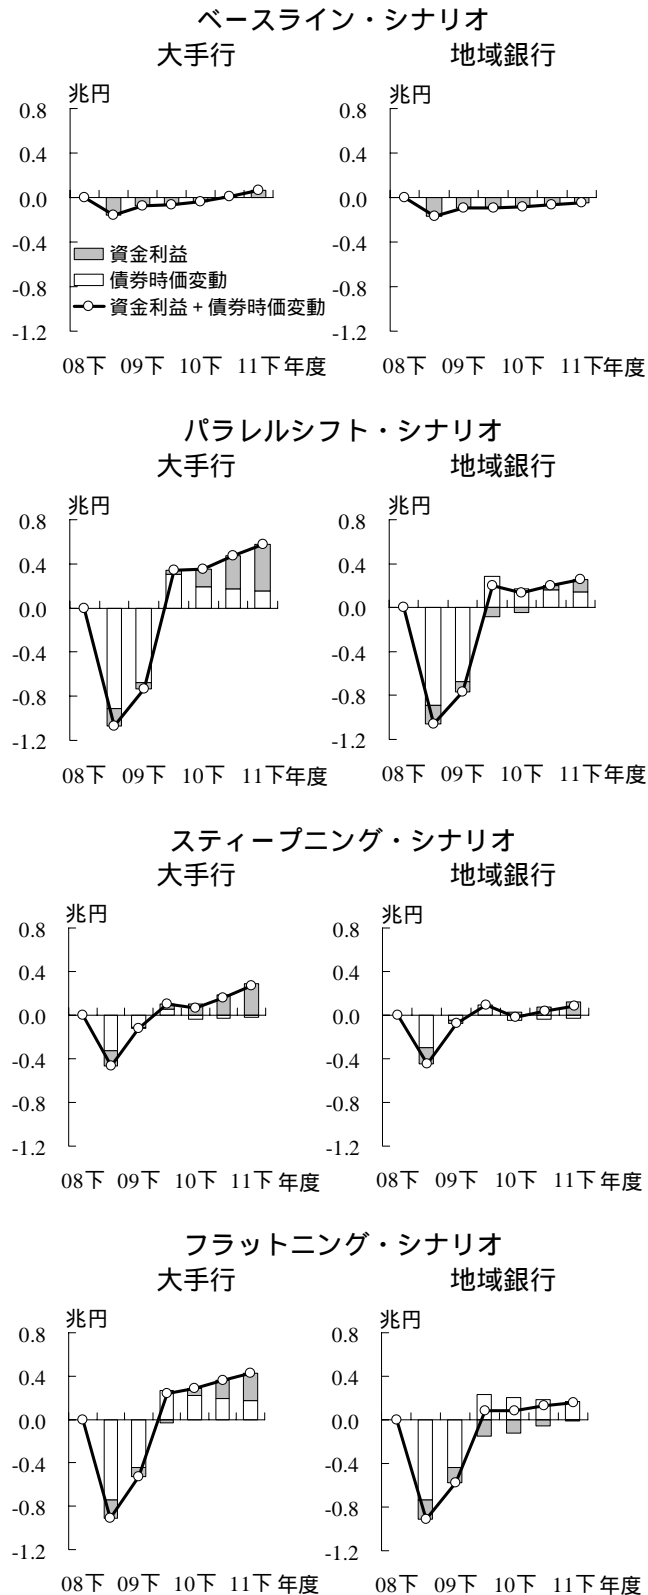 ベースライン・シナリオ
大手行
地域銀行
兆円
0.8
0.4
0.0
-0.4
-0.8
-1.2
資金利益
債券時価変動
資金利益+債券時価変動
08下 09下 10下 11下 年度
兆円
0.8
0.4
0.0
-0.4
-0.8
-1.2
08下 09下 10下 11下 年度
パラレルシフト・シナリオ
大手行
地域銀行
兆円
0.8
0.4
0.0
-0.4
-0.8
-1.2
08下 09下 10下 11下 年度
兆円
0.8
0.4
0.0
-0.4
-0.8
-1.2
08下 09下 10下 11下 年度
スティープニング・シナリオ
大手行
地域銀行
兆円
0.8
0.4
0.0
-0.4
-0.8
-1.2
08下 09下 10下 11下 年度
兆円
0.8
0.4
0.0
-0.4
-0.8
-1.2
08下 09下 10下 11下 年度
フラットニング・シナリオ
大手行
地域銀行
兆円
0.8
0.4
0.0
-0.4
-0.8
-1.2
08下 09下 10下 11下 年度
兆円
0.8
0.4
0.0
-0.4
-0.8
-1.2
08下 09下 10下 11下 年度